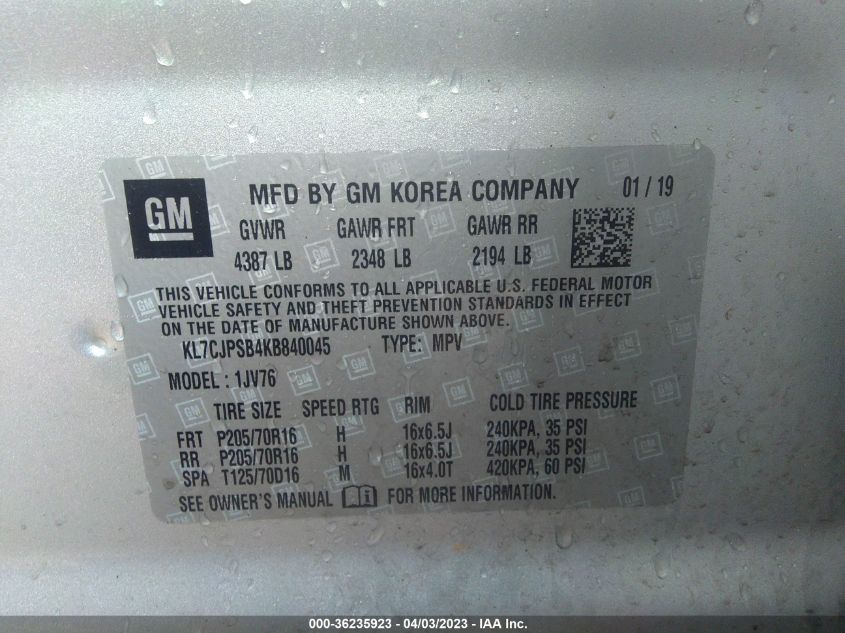 GM MFD BY GM KOREA COMPANY 01 / 19
GVWR GAWR FRT GAWR RR
4387 LB 2348 LB 2194 LB
THIS VEHICLE CONFORMS TO ALL APPLICABLE U.S. FEDERAL MOTOR
VEHICLE SAFETY AND THEFT PREVENTION STANDARDS IN EFFECT
ON THE DATE OF MANUFACTURE SHOWN ABOVE.
KL7CJPSB4KB840045 TYPE: MPV
MODEL : 1JV76
TIRE SIZE SPEED RTG RIM COLD TIRE PRESSURE
FRT P205/70R16 H 16x6.5J 240KPA, 35 PSI
RR P205/70R16 H 16x6.5J 240KPA, 35 PSI
SPA T125/70D16 M 16x4.0T 420KPA, 60 PSI
SEE OWNER'S MANUAL FOR MORE INFORMATION.
000-36235923 - 04/03/2023 - IAA Inc.